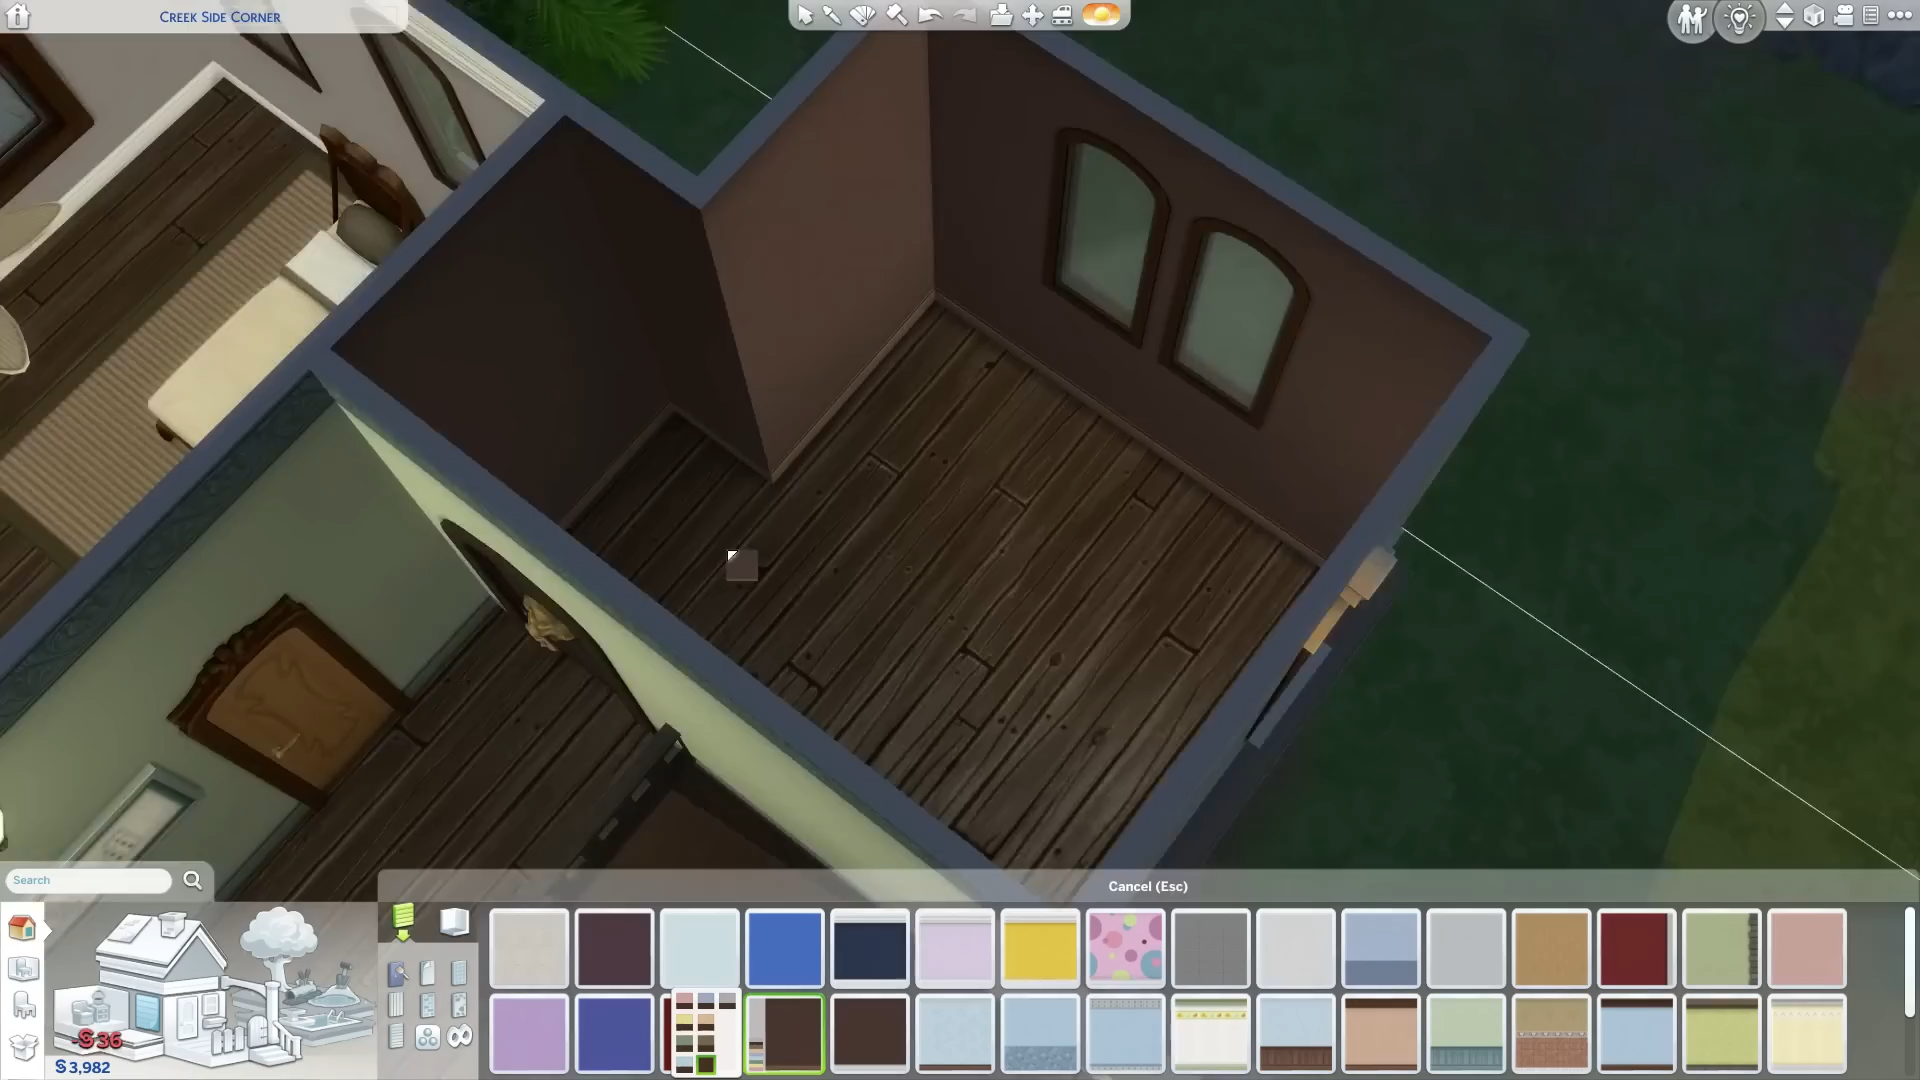 CREEK SIDE CORNER
Search
Cancel (Esc)
-§36
§3,982